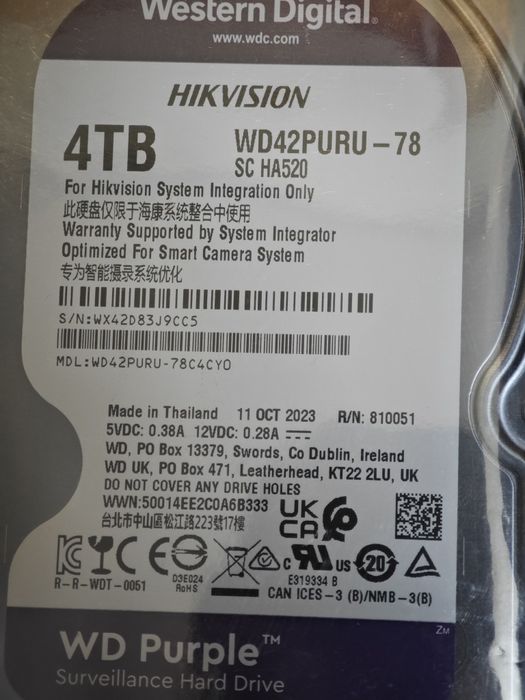 Western Digital®
www.wdc.com
HIKVISION
4TB
WD42PURU-78
SC HA520
For Hikvision System Integration Only
此硬盘仅限于海康系统整合中使用
Warranty Supported by System Integrator
Optimized For Smart Camera System
专为智能摄录系统优化
S/N:WX42D83J9CC5
MDL:WD42PURU-78C4CY0
Made in Thailand 11 OCT 2023 R/N: 810051
5VDC: 0.38A 12VDC: 0.28A
WD, PO Box 13379, Swords, Co Dublin, Ireland
WD UK, PO Box 471, Leatherhead, KT22 2LU, UK
DO NOT COVER ANY DRIVE HOLES
WWN:50014EE2C0A6B333
台北市中山區松江路223號17樓
UK
CA
R-R-WDT-0051
D3E024
RoHS
C US
20
E319334 B
CAN ICES-3 (B)/NMB-3(B)
ZM
WD Purple™
Surveillance Hard Drive